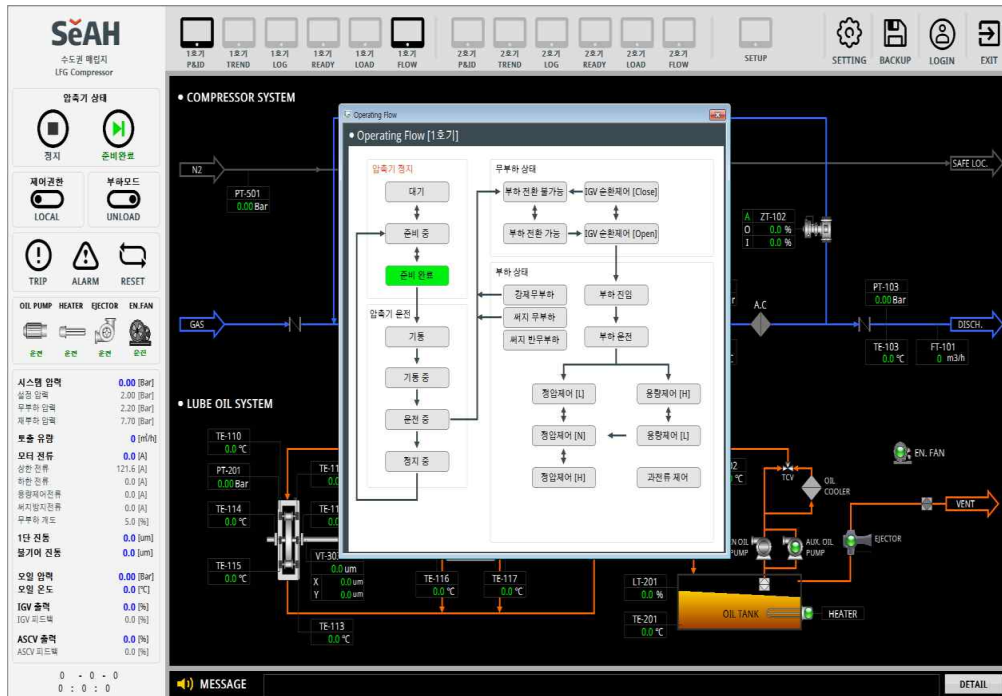 SeAH
수도권 매립지
LFG Compressor
1호기 P&ID
1호기 TREND
1호기 LOG
1호기 READY
1호기 LOAD
1호기 FLOW
2호기 P&ID
2호기 TREND
2호기 LOG
2호기 READY
2호기 LOAD
2호기 FLOW
SETUP
SETTING
BACKUP
LOGIN
EXIT
압축기 상태
정지
준비완료
제어권한
LOCAL
부하모드
UNLOAD
TRIP
ALARM
RESET
OIL PUMP HEATER EJECTOR EN.FAN
운전 운전 운전 운전
시스템 압력 0.00 [Bar]
설정 압력 2.00 [Bar]
무부하 압력 2.20 [Bar]
재부하 압력 7.70 [Bar]
토출 유량 0 [㎥/h]
모터 전류 0.0 [A]
상한 전류 121.6 [A]
하한 전류 0.0 [A]
용량제어전류 0.0 [A]
써지방지전류 0.0 [A]
무부하 개도 5.0 [%]
1단 진동 0.0 [um]
불기어 진동 0.0 [um]
오일 압력 0.00 [Bar]
오일 온도 0.0 [℃]
IGV 출력 0.0 [%]
IGV 피드백 0.0 [%]
ASCV 출력 0.0 [%]
ASCV 피드백 0.0 [%]
0 - 0 - 0
0 : 0 : 0
• COMPRESSOR SYSTEM
N2
PT-501
0.00 Bar
GAS
SAFE LOC.
A ZT-102
O 0.0 %
I 0.0 %
A.C
PT-103
0.00 Bar
DISCH.
TE-103
0.0 ℃
FT-101
0 m3/h
Operating Flow
• Operating Flow [1호기]
압축기 정지
대기
준비 중
준비 완료
압축기 운전
기동
기동 중
운전 중
정지 중
무부하 상태
부하 전환 불가능
IGV 순환제어 [Close]
부하 전환 가능
IGV 순환제어 [Open]
부하 상태
강제무부하
부하 진입
써지 무부하
써지 반무부하
부하 운전
정압제어 [L]
용량제어 [H]
정압제어 [N]
용량제어 [L]
정압제어 [H]
과전류 제어
• LUBE OIL SYSTEM
TE-110
0.0 ℃
PT-201
0.00 Bar
TE-114
0.0 ℃
TE-115
0.0 ℃
0.0 um
X 0.0 um
Y 0.0 um
TE-113
0.0 ℃
TE-116
0.0 ℃
TE-117
0.0 ℃
LT-201
0.0 %
TE-201
0.0 ℃
TCV
OIL COOLER
EN. FAN
VENT
AUX. OIL PUMP
EJECTOR
OIL TANK
HEATER
MESSAGE
DETAIL